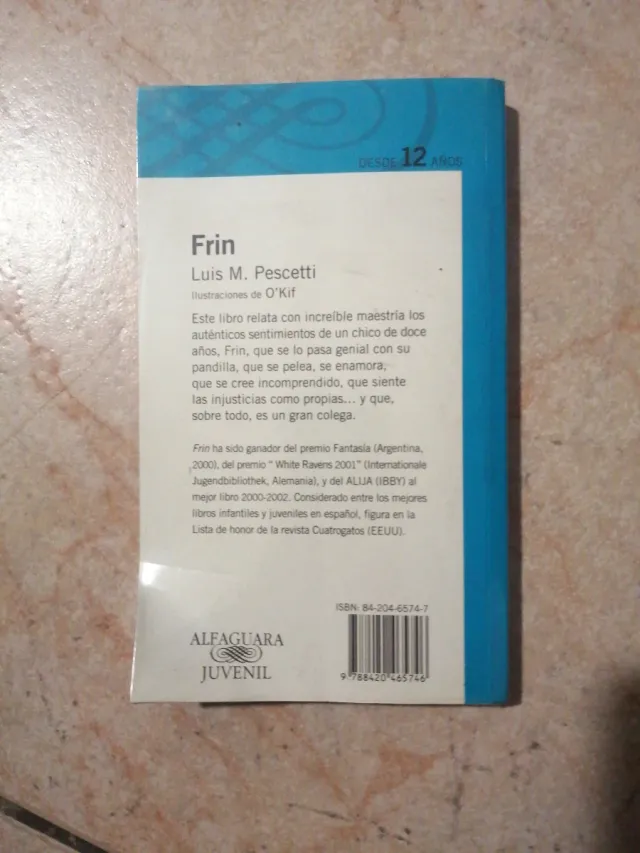 DESDE 12 AÑOS
Frin
Luis M. Pescetti
Ilustraciones de O'Kif
Este libro relata con increíble maestría los
auténticos sentimientos de un chico de doce
años, Frin, que se lo pasa genial con su
pandilla, que se pelea, se enamora,
que se cree incomprendido, que siente
las injusticias como propias... y que,
sobre todo, es un gran colega.
Frin ha sido ganador del premio Fantasía (Argentina,
2000), del premio “ White Ravens 2001” (Internationale
Jugendbibliothek, Alemania), y del ALIJA (IBBY) al
mejor libro 2000-2002. Considerado entre los mejores
libros infantiles y juveniles en español, figura en la
Lista de honor de la revista Cuatrogatos (EEUU).
ISBN: 84-204-6574-7
ALFAGUARA
JUVENIL
9 788420 465746